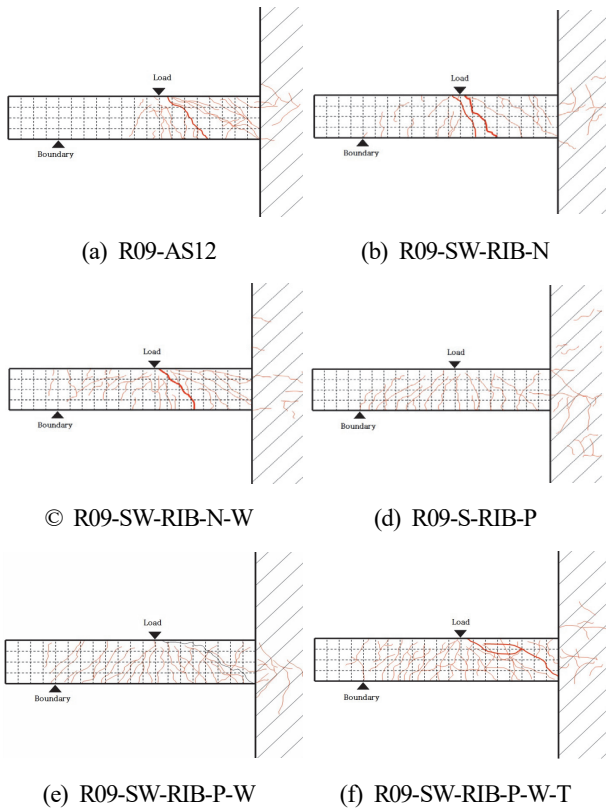 Load
Load
Boundary
Boundary
(a) R09-AS12
(b) R09-SW-RIB-N
Load
Load
Boundary
Boundary
© R09-SW-RIB-N-W
(d) R09-S-RIB-P
Load
Load
Boundary
Boundary
(e) R09-SW-RIB-P-W
(f) R09-SW-RIB-P-W-T